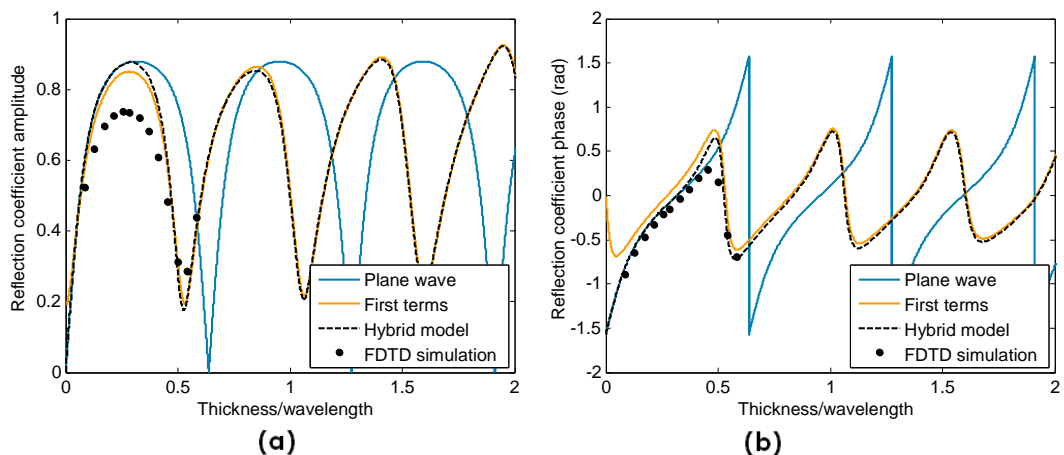 1
0.8
0.6
0.4
0.2
0
0 0.5 1 1.5 2
Reflection coefficient amplitude
Thickness/wavelength
Plane wave
First terms
Hybrid model
FDTD simulation
(a)
2
1.5
1
0.5
0
-0.5
-1
-1.5
-2
0 0.5 1 1.5 2
Reflection coefficient phase (rad)
Thickness/wavelength
Plane wave
First terms
Hybrid model
FDTD simulation
(b)